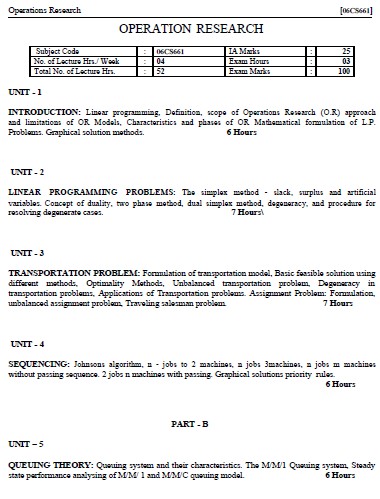 Operations Research [06CS661]
OPERATION RESEARCH
Subject Code : 06CS661 IA Marks : 25
No. of Lecture Hrs./ Week : 04 Exam Hours : 03
Total No. of Lecture Hrs. : 52 Exam Marks : 100
UNIT - 1
INTRODUCTION: Linear programming, Definition, scope of Operations Research (O.R) approach
and limitations of OR Models, Characteristics and phases of OR Mathematical formulation of L.P.
Problems. Graphical solution methods. 6 Hours
UNIT - 2
LINEAR PROGRAMMING PROBLEMS: The simplex method - slack, surplus and artificial
variables. Concept of duality, two phase method, dual simplex method, degeneracy, and procedure for
resolving degenerate cases. 7 Hours\
UNIT - 3
TRANSPORTATION PROBLEM: Formulation of transportation model, Basic feasible solution using
different methods, Optimality Methods, Unbalanced transportation problem, Degeneracy in
transportation problems, Applications of Transportation problems. Assignment Problem: Formulation,
unbalanced assignment problem, Traveling salesman problem. 7 Hours
UNIT - 4
SEQUENCING: Johnsons algorithm, n - jobs to 2 machines, n jobs 3machines, n jobs m machines
without passing sequence. 2 jobs n machines with passing. Graphical solutions priority rules.
6 Hours
PART - B
UNIT – 5
QUEUING THEORY: Queuing system and their characteristics. The M/M/1 Queuing system, Steady
state performance analysing of M/M/ 1 and M/M/C queuing model. 6 Hours